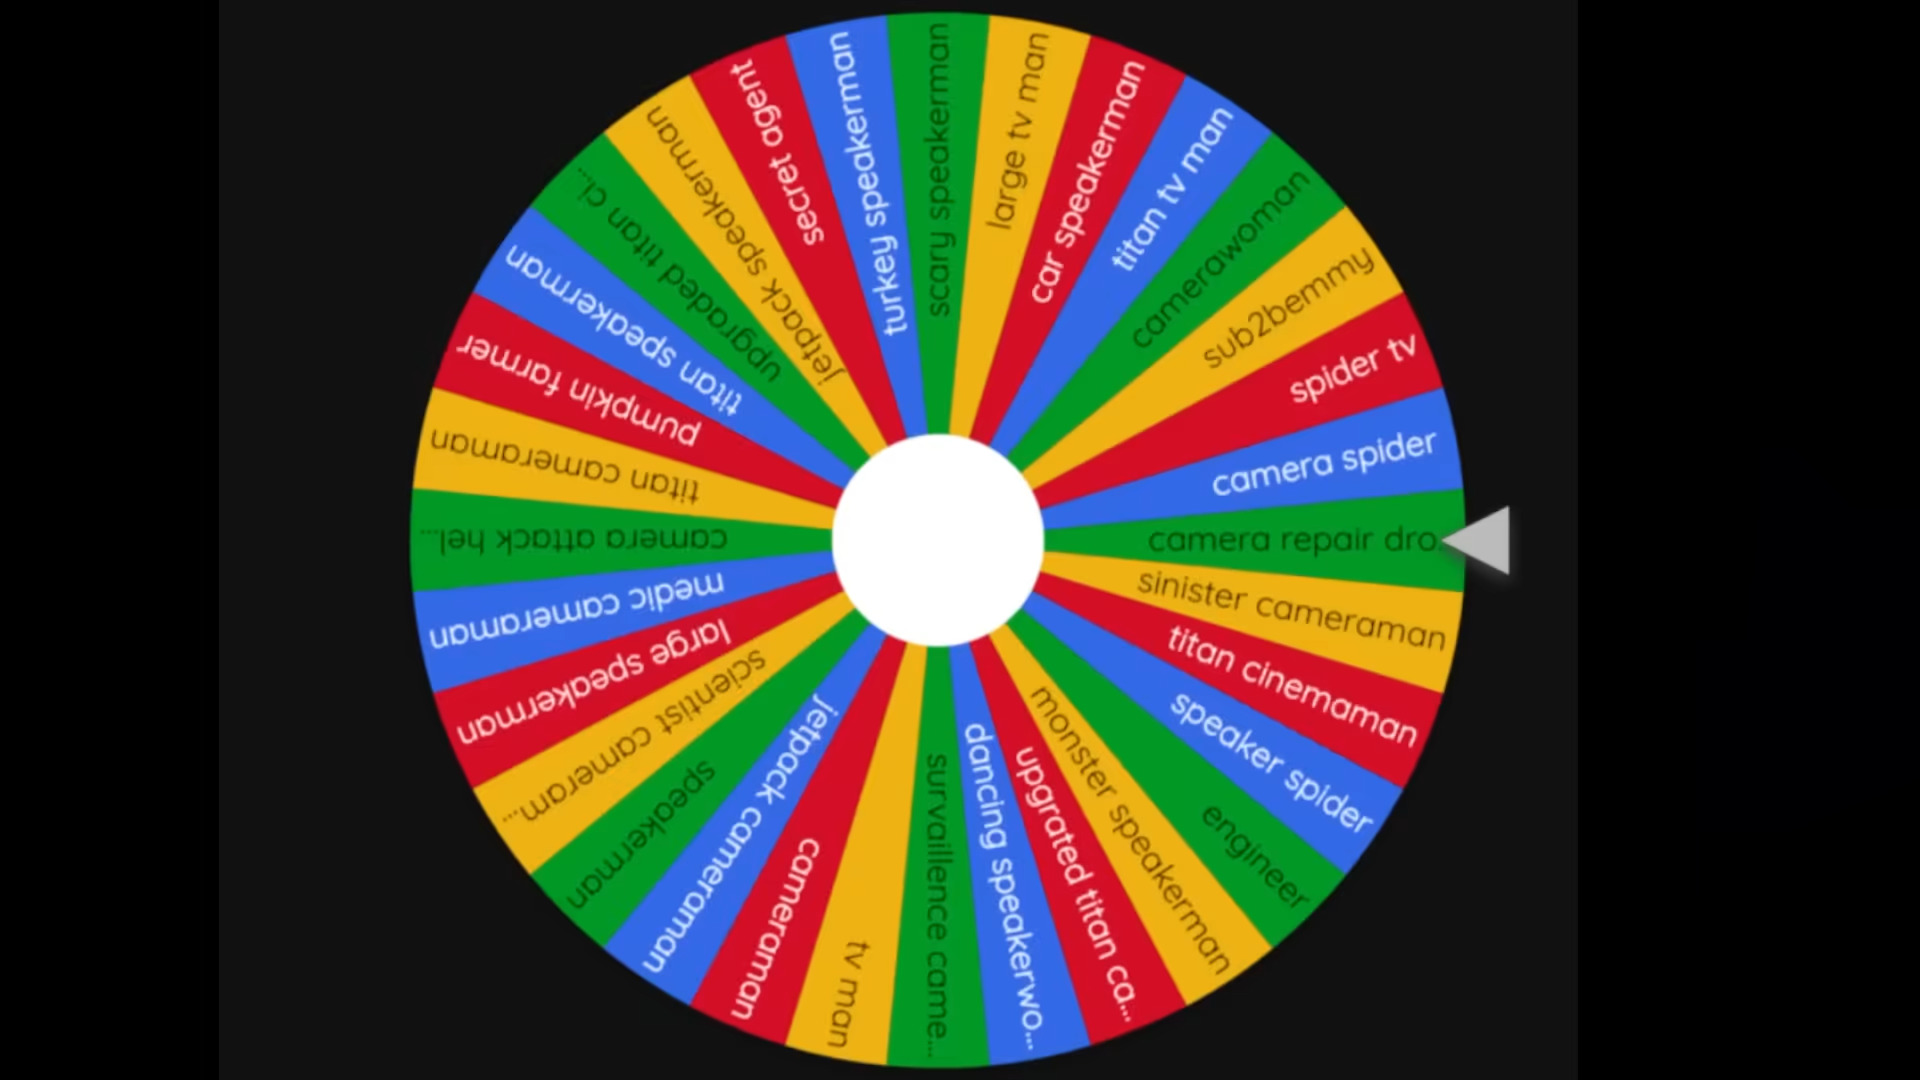 scary speakerman
large tv man
car speakerman
titan tv man
camerawoman
sub2bemmy
spider tv
camera spider
camera repair dro
sinister cameraman
titan cinemaman
speaker spider
engineer
monster speakerman
upgrated titan ca...
dancing speakerwo...
survaillence came...
tv man
cameraman
jetpack cameraman
speakerman
scientist cameram...
large speakerman
medic cameraman
camera attack hel...
titan cameraman
pumpkin farmer
titan speakerman
upgraded titan ci...
jetpack speakerman
secret agent
turkey speakerman